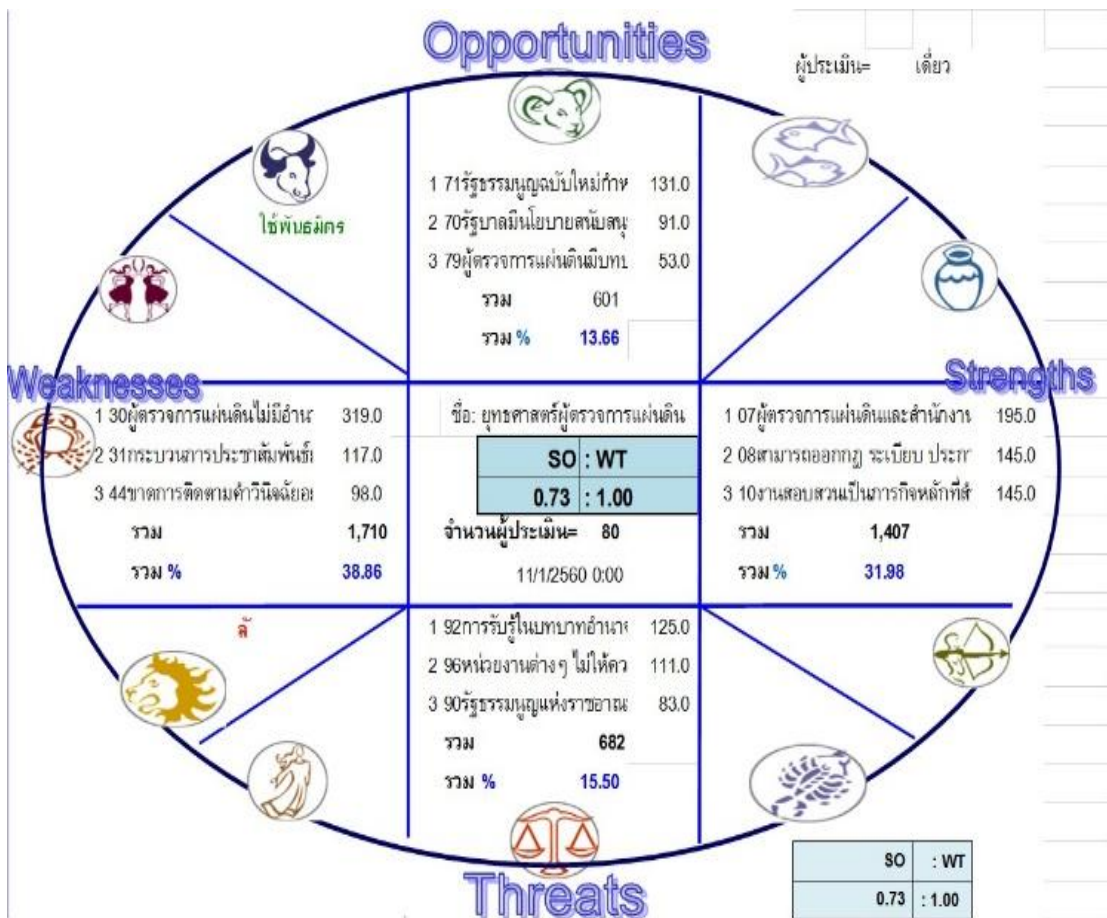 Opportunities
ผู้ประเมิน= เดี่ยว
1 71รัฐธรรมนูญฉบับใหม่กำห 131.0
2 70รัฐบาลมีนโยบายสนับสนุ 91.0
3 79ผู้ตรวจการแผ่นดินมีบทบ 53.0
รวม 601
รวม % 13.66
ใช้พันธมิตร
Weaknesses
Strengths
1 30ผู้ตรวจการแผ่นดินไม่มีอำน 319.0
2 31กระบวนการประชาสัมพันธ์ 117.0
3 44ขาดการติดตามคำวินิจฉัยอ 98.0
รวม 1,710
รวม % 38.86
ชื่อ: ยุทธศาสตร์ผู้ตรวจการแผ่นดิน
SO : WT
0.73 : 1.00
จำนวนผู้ประเมิน= 80
11/1/2560 0:00
1 07ผู้ตรวจการแผ่นดินและสำนักงาน 195.0
2 08สามารถออกกฎ ระเบียบ ประก 145.0
3 10งานสอบสวนเป็นภารกิจหลักที่สำ 145.0
รวม 1,407
รวม % 31.98
1 92การรับรู้ในบทบาทอำนา 125.0
2 96หน่วยงานต่างๆ ไม่ให้คว 111.0
3 90รัฐธรรมนูญแห่งราชอาณ 83.0
รวม 682
รวม % 15.50
Threats
SO : WT
0.73 : 1.00